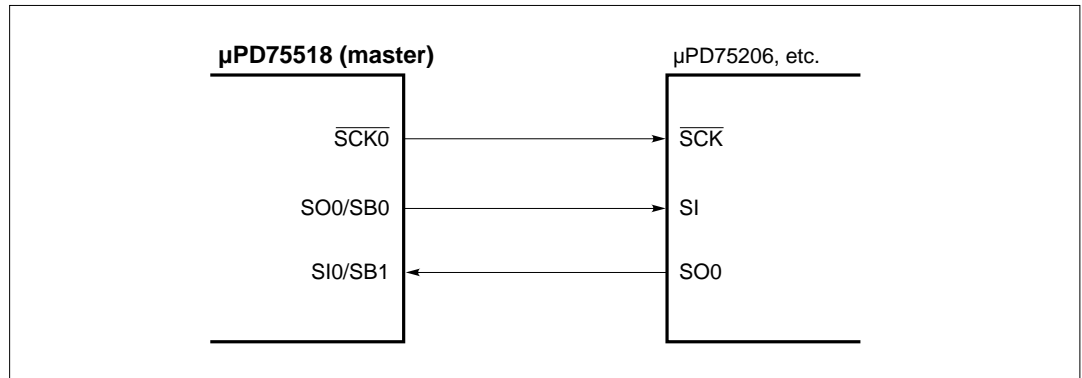 µPD75518 (master)
µPD75206, etc.
SCK0
SCK
SO0/SB0
SI
SI0/SB1
SO0